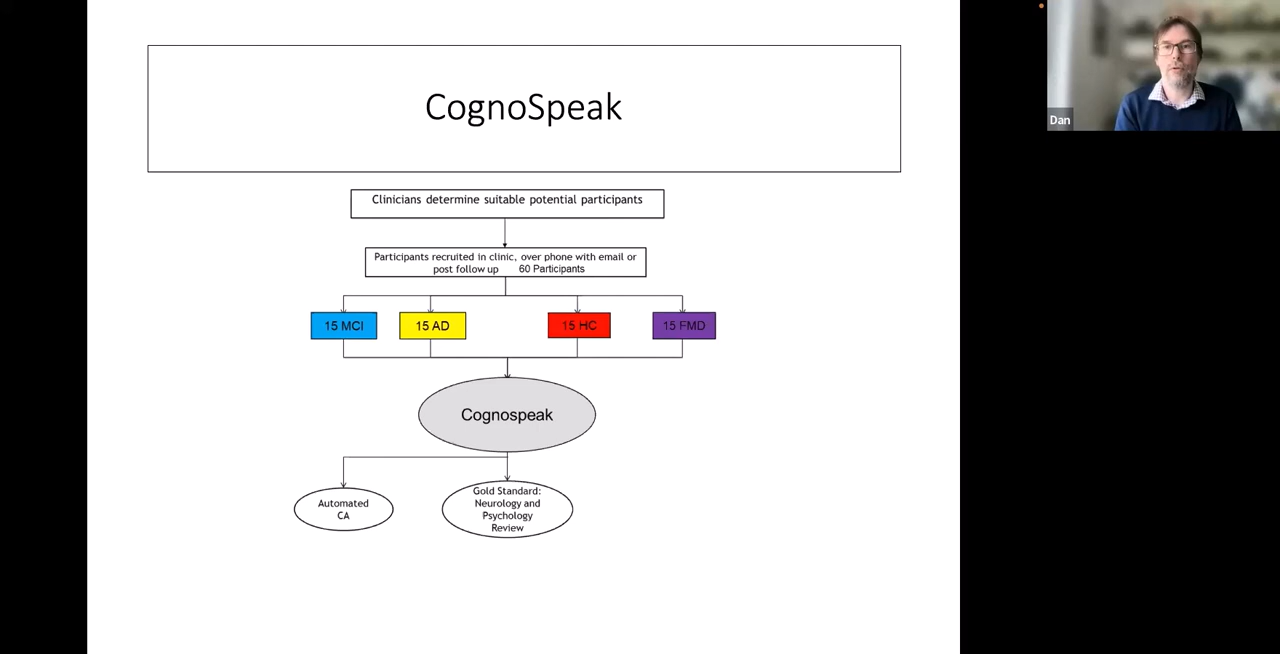 CognoSpeak
Clinicians determine suitable potential participants
Participants recruited in clinic, over phone with email or
post follow up 60 Participants
15 MCI
15 AD
15 HC
15 FMD
Cognospeak
Automated
CA
Gold Standard:
Neurology and
Psychology
Review
Dan